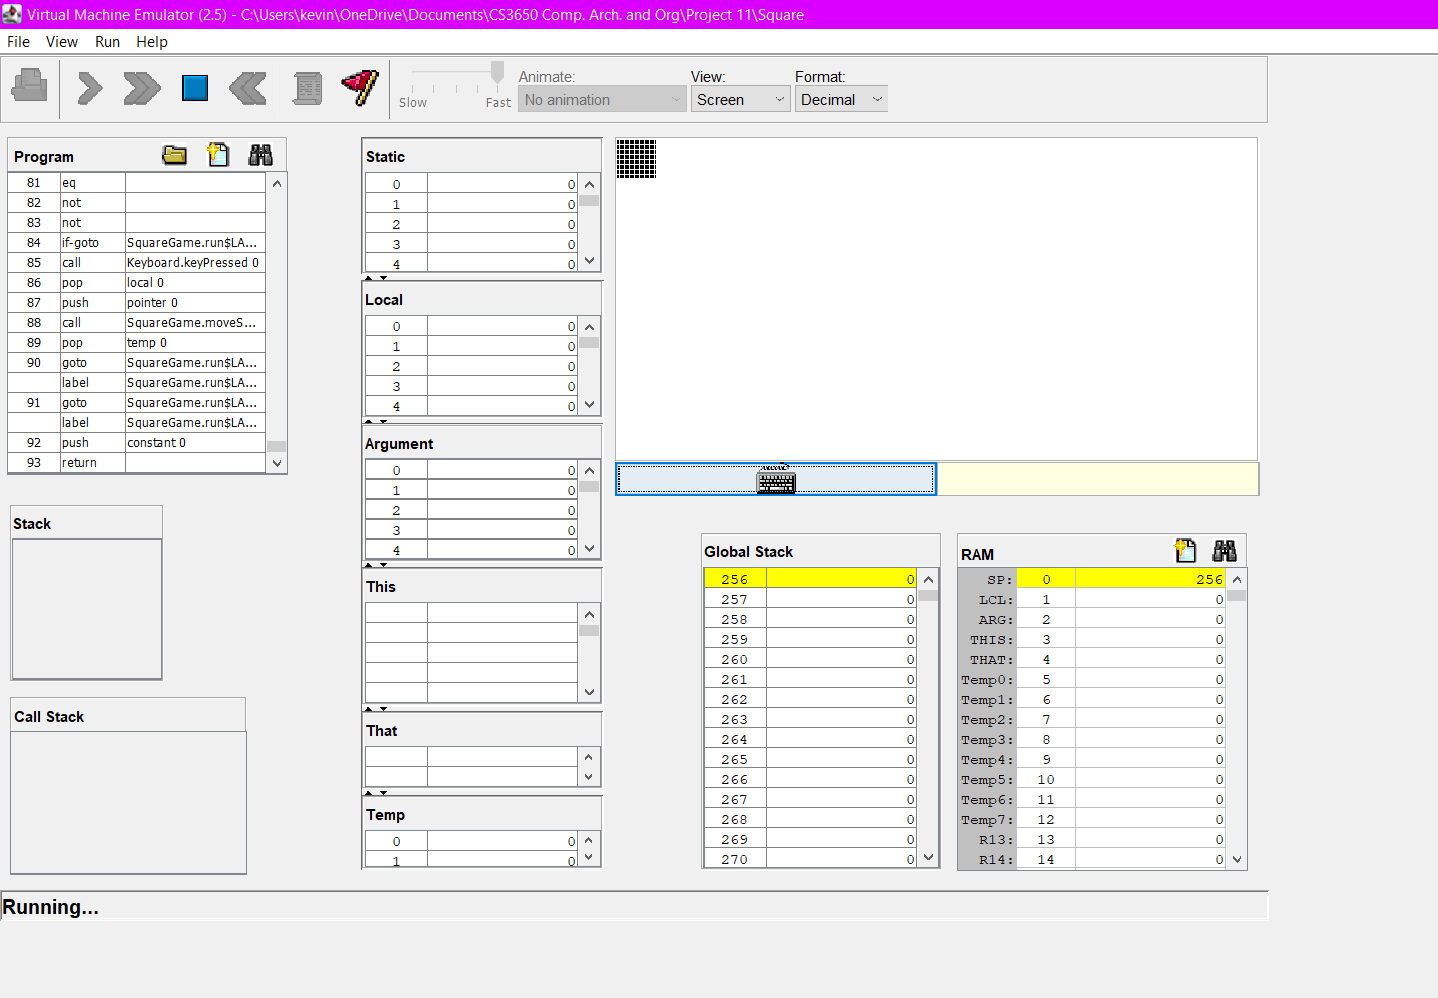 Virtual Machine Emulator (2.5) - C:\Users\kevin\OneDrive\Documents\CS3650 Comp. Arch. and Org\Project 11\Square
File View Run Help
Slow Fast
Animate:
No animation
View:
Screen
Format:
Decimal
Program
81 eq
82 not
83 not
84 if-goto SquareGame.run$LA...
85 call Keyboard.keyPressed 0
86 pop local 0
87 push pointer 0
88 call SquareGame.moveS...
89 pop temp 0
90 goto SquareGame.run$LA...
label SquareGame.run$LA...
91 goto SquareGame.run$LA...
label SquareGame.run$LA...
92 push constant 0
93 return
Stack
Call Stack
Static
0 0
1 0
2 0
3 0
4 0
Local
0 0
1 0
2 0
3 0
4 0
Argument
0 0
1 0
2 0
3 0
4 0
This
That
Temp
0 0
1 0
Global Stack
256 0
257 0
258 0
259 0
260 0
261 0
262 0
263 0
264 0
265 0
266 0
267 0
268 0
269 0
270 0
RAM
SP: 0 256
LCL: 1 0
ARG: 2 0
THIS: 3 0
THAT: 4 0
Temp0: 5 0
Temp1: 6 0
Temp2: 7 0
Temp3: 8 0
Temp4: 9 0
Temp5: 10 0
Temp6: 11 0
Temp7: 12 0
R13: 13 0
R14: 14 0
Running...